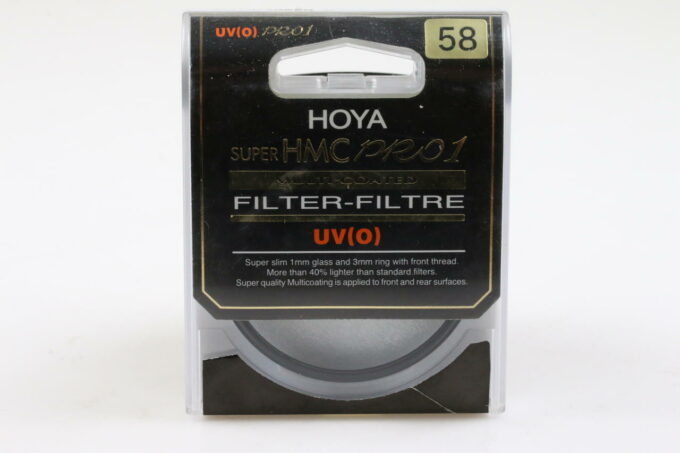 UV(O) PRO1
58
HOYA
SUPER HMC PRO1
MULTI-COATED
FILTER-FILTRE
UV(O)
Super slim 1mm glass and 3mm ring with front thread.
More than 40% lighter than standard filters.
Super quality Multicoating is applied to front and rear surfaces.